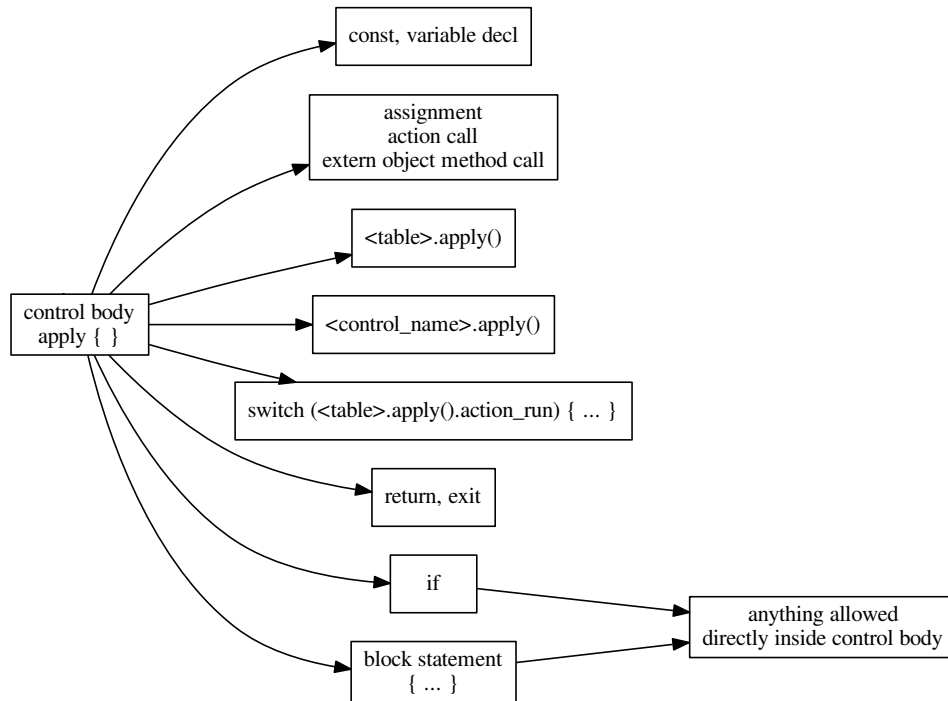 const, variable decl
assignment
action call
extern object method call
<table>.apply()
control body
apply { }
<control_name>.apply()
switch (<table>.apply().action_run) { ... }
return, exit
if
anything allowed
directly inside control body
block statement
{ ... }